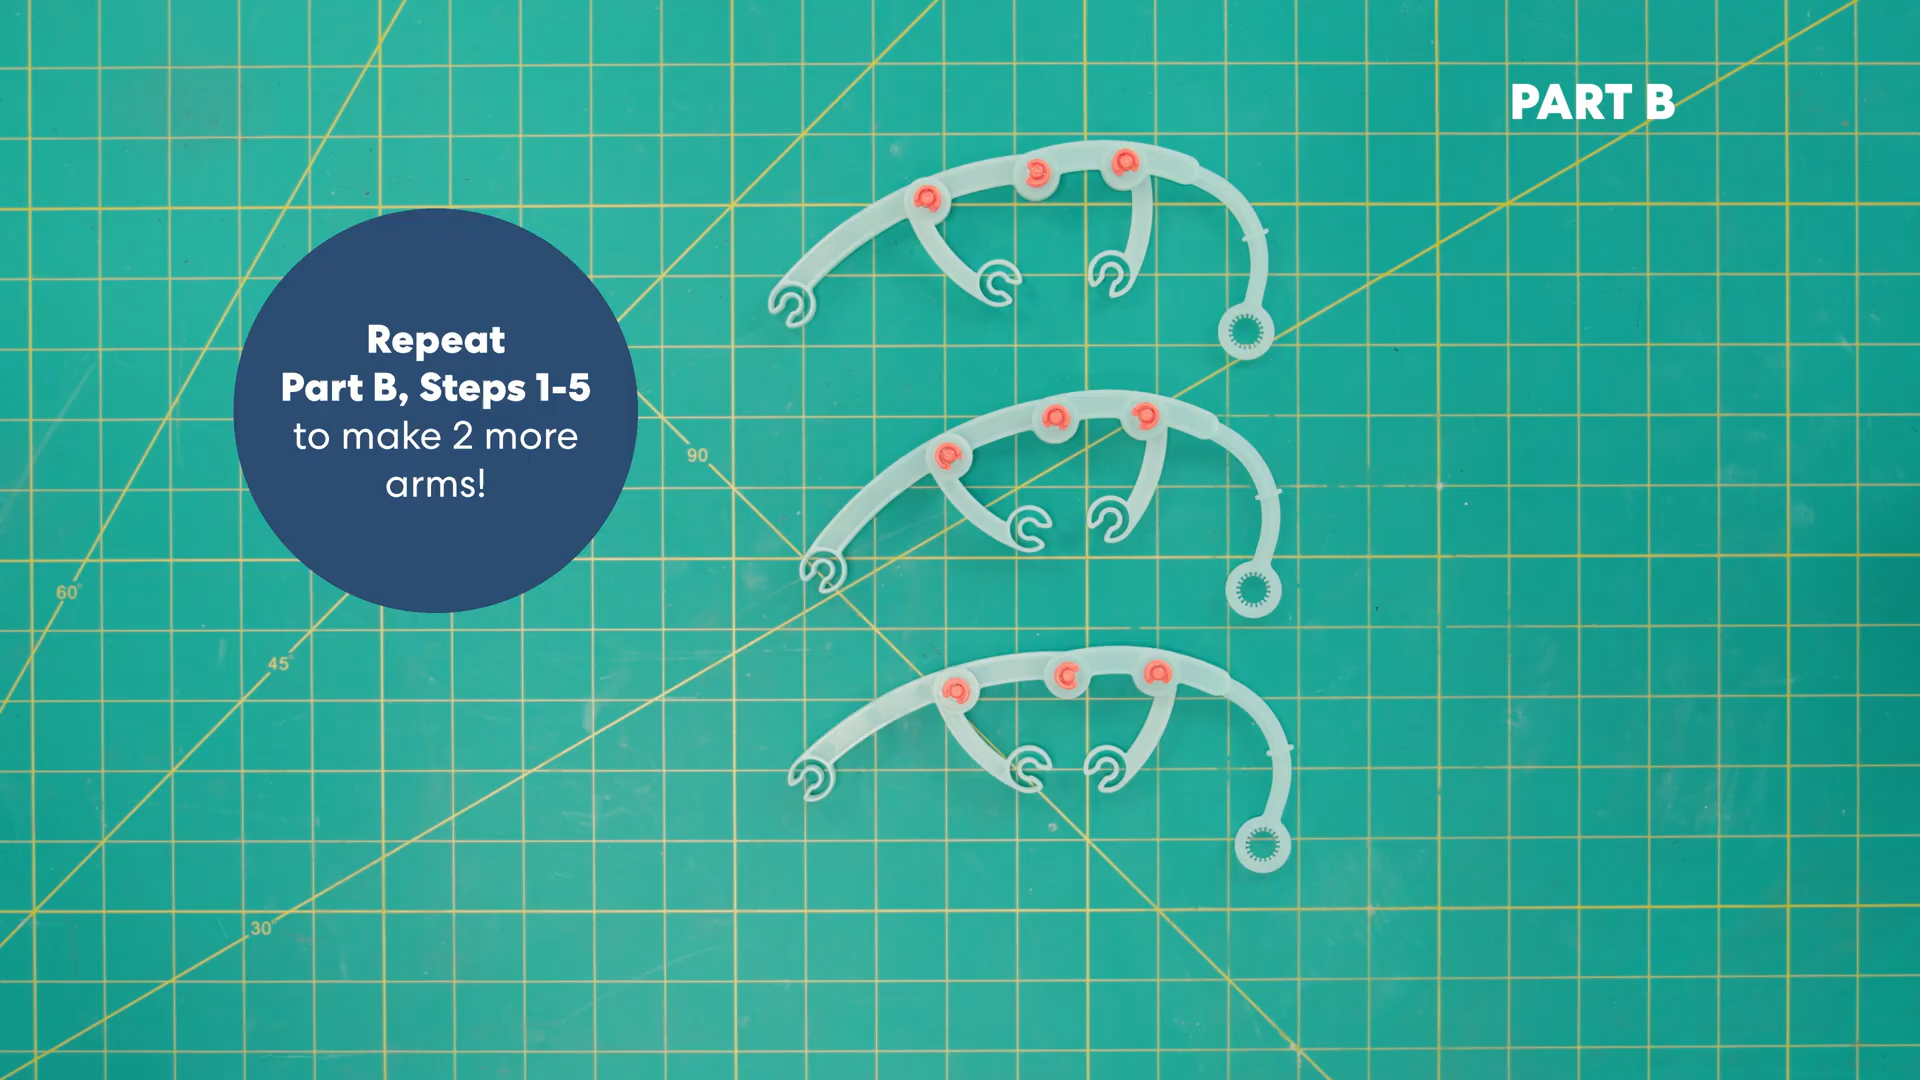 PART B
Repeat
Part B, Steps 1-5
to make 2 more
arms!
90°
60°
45°
30°